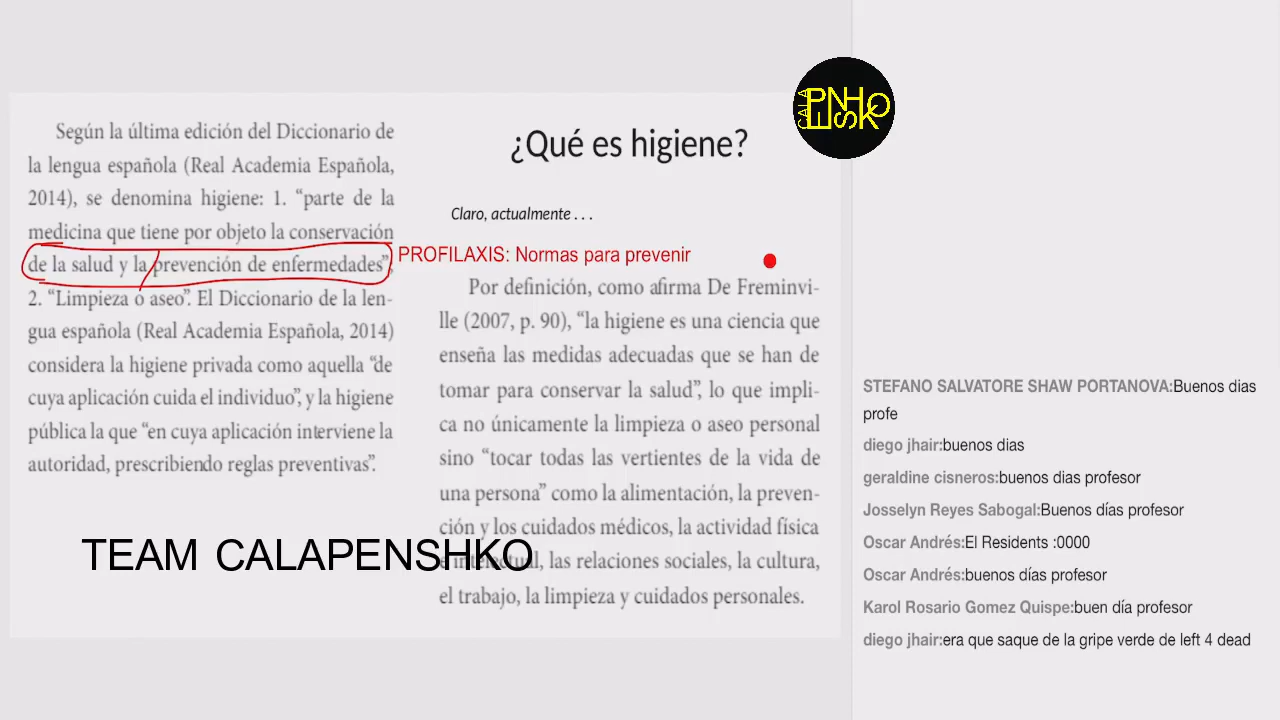 Según la última edición del Diccionario de
la lengua española (Real Academia Española,
2014), se denomina higiene: 1. “parte de la
medicina que tiene por objeto la conservación
de la salud y la prevención de enfermedades”,
2. “Limpieza o aseo”. El Diccionario de la len-
gua española (Real Academia Española, 2014)
considera la higiene privada como aquella “de
cuya aplicación cuida el individuo”, y la higiene
pública la que “en cuya aplicación interviene la
autoridad, prescribiendo reglas preventivas”.
TEAM CALAPENSHKO
¿Qué es higiene?
Claro, actualmente . . .
PROFILAXIS: Normas para prevenir
Por definición, como afirma De Freminvi-
lle (2007, p. 90), “la higiene es una ciencia que
enseña las medidas adecuadas que se han de
tomar para conservar la salud”, lo que impli-
ca no únicamente la limpieza o aseo personal
sino “tocar todas las vertientes de la vida de
una persona” como la alimentación, la preven-
ción y los cuidados médicos, la actividad física
e intelectual, las relaciones sociales, la cultura,
el trabajo, la limpieza y cuidados personales.
CALA PENSHKO
STEFANO SALVATORE SHAW PORTANOVA:Buenos dias
profe
diego jhair:buenos dias
geraldine cisneros:buenos dias profesor
Josselyn Reyes Sabogal:Buenos días profesor
Oscar Andrés:El Residents :0000
Oscar Andrés:buenos días profesor
Karol Rosario Gomez Quispe:buen día profesor
diego jhair:era que saque de la gripe verde de left 4 dead